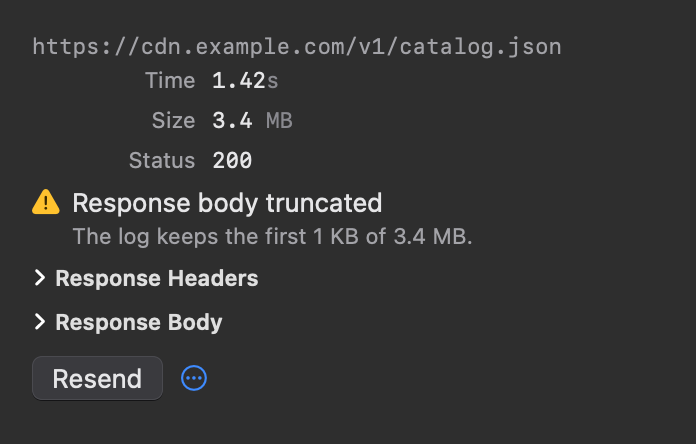 https://cdn.example.com/v1/catalog.json
Time 1.42s
Size 3.4 MB
Status 200
Response body truncated
The log keeps the first 1 KB of 3.4 MB.
Response Headers
Response Body
Resend